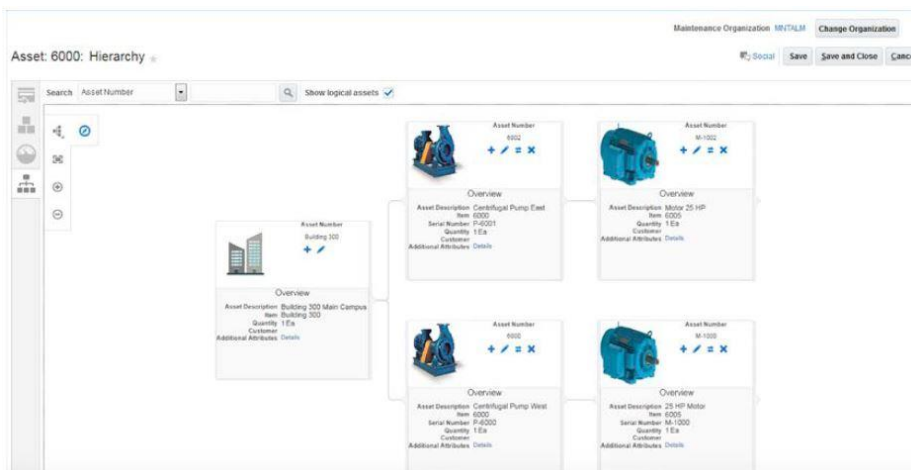 Maintenance Organization MNTALM Change Organization
Asset: 6000: Hierarchy
Social Save Save and Close Cance
Search Asset Number Show logical assets
Asset Number
Building 300
Overview
Asset Description Building 300 Main Campus
Item Building 300
Quantity 1 Ea
Customer
Additional Attributes Details
Asset Number
6002
Overview
Asset Description Centrifugal Pump East
Item 6000
Serial Number P-6001
Quantity 1 Ea
Customer
Additional Attributes Details
Asset Number
M-1002
Overview
Asset Description Motor 25 HP
Item 6005
Quantity 1 Ea
Customer
Additional Attributes Details
Asset Number
6000
Overview
Asset Description Centrifugal Pump West
Item 6000
Serial Number P-6000
Quantity 1 Ea
Customer
Additional Attributes Details
Asset Number
M-1000
Overview
Asset Description 25 HP Motor
Item 6005
Serial Number M-1000
Quantity 1 Ea
Customer
Additional Attributes Details